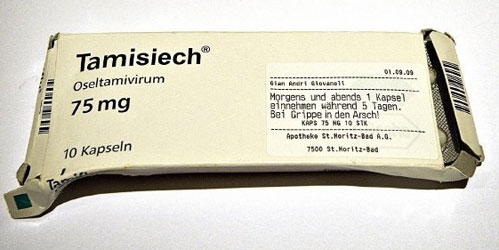 Tamisiech®
Oseltamivirum
75 mg
10 Kapseln
01.09.09
Gian Andri Giovanoli
Morgens und abends 1 Kapsel
einnehmen während 5 Tagen.
Bei Grippe in den Arsch!
KAPS 75 MG 10 STK
Apotheke St.Moritz-Bad A.G.
7500 St.Moritz-Bad